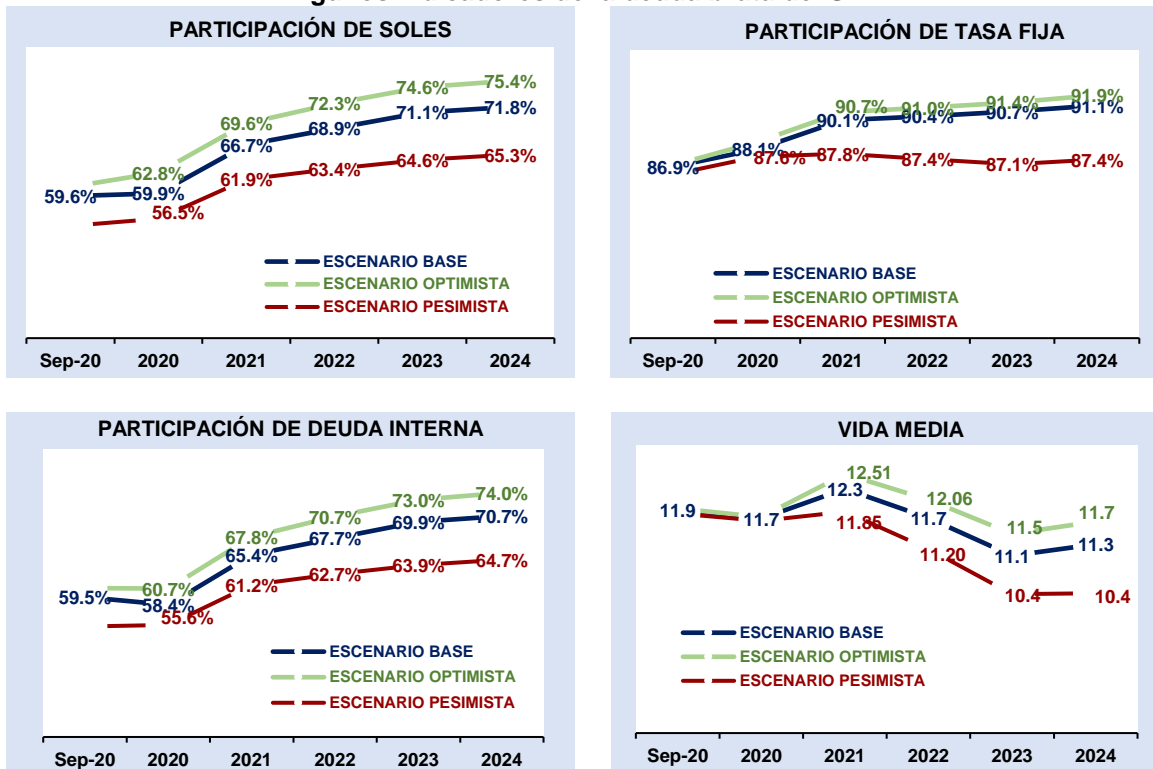 PARTICIPACIÓN DE SOLES
75.4%
74.6%
72.3%
71.8%
71.1%
69.6%
68.9%
66.7%
65.3%
64.6%
63.4%
62.8%
61.9%
59.6%
59.9%
56.5%
ESCENARIO BASE
ESCENARIO OPTIMISTA
ESCENARIO PESIMISTA
Sep-20 2020 2021 2022 2023 2024
PARTICIPACIÓN DE TASA FIJA
90.7% 91.0% 91.4% 91.9%
86.9% 88.1% 90.1% 90.4% 90.7% 91.1%
87.8% 87.4% 87.1% 87.4%
ESCENARIO BASE
ESCENARIO OPTIMISTA
ESCENARIO PESIMISTA
Sep-20 2020 2021 2022 2023 2024
PARTICIPACIÓN DE DEUDA INTERNA
60.7% 67.8% 70.7% 73.0% 74.0%
59.5% 58.4% 65.4% 67.7% 69.9% 70.7%
55.6% 61.2% 62.7% 63.9% 64.7%
ESCENARIO BASE
ESCENARIO OPTIMISTA
ESCENARIO PESIMISTA
Sep-20 2020 2021 2022 2023 2024
VIDA MEDIA
12.51 12.06 11.5 11.7
11.9 11.7 12.3 11.7 11.1 11.3
11.85 11.20 10.4 10.4
ESCENARIO BASE
ESCENARIO OPTIMISTA
ESCENARIO PESIMISTA
Sep-20 2020 2021 2022 2023 2024